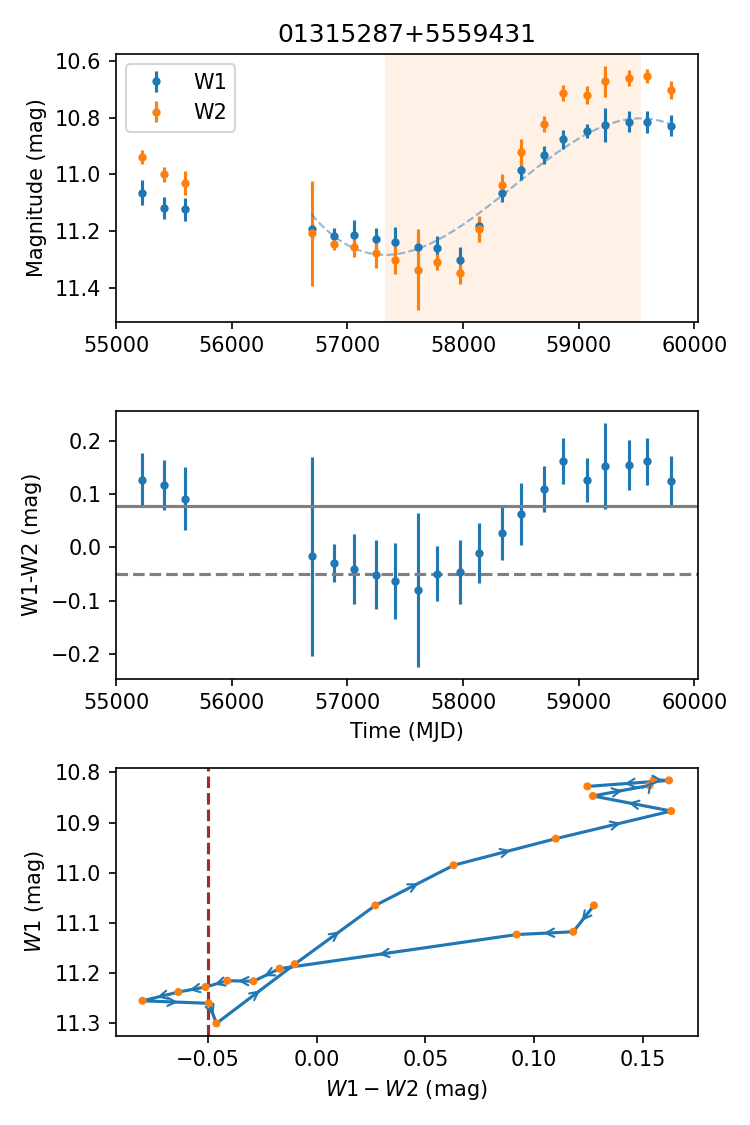 01315287+5559431
W1
W2
Magnitude (mag)
10.6
10.8
11.0
11.2
11.4
55000 56000 57000 58000 59000 60000
W1-W2 (mag)
0.2
0.1
0.0
−0.1
−0.2
55000 56000 57000 58000 59000 60000
Time (MJD)
W1 (mag)
10.8
10.9
11.0
11.1
11.2
11.3
−0.05 0.00 0.05 0.10 0.15
W1 − W2 (mag)